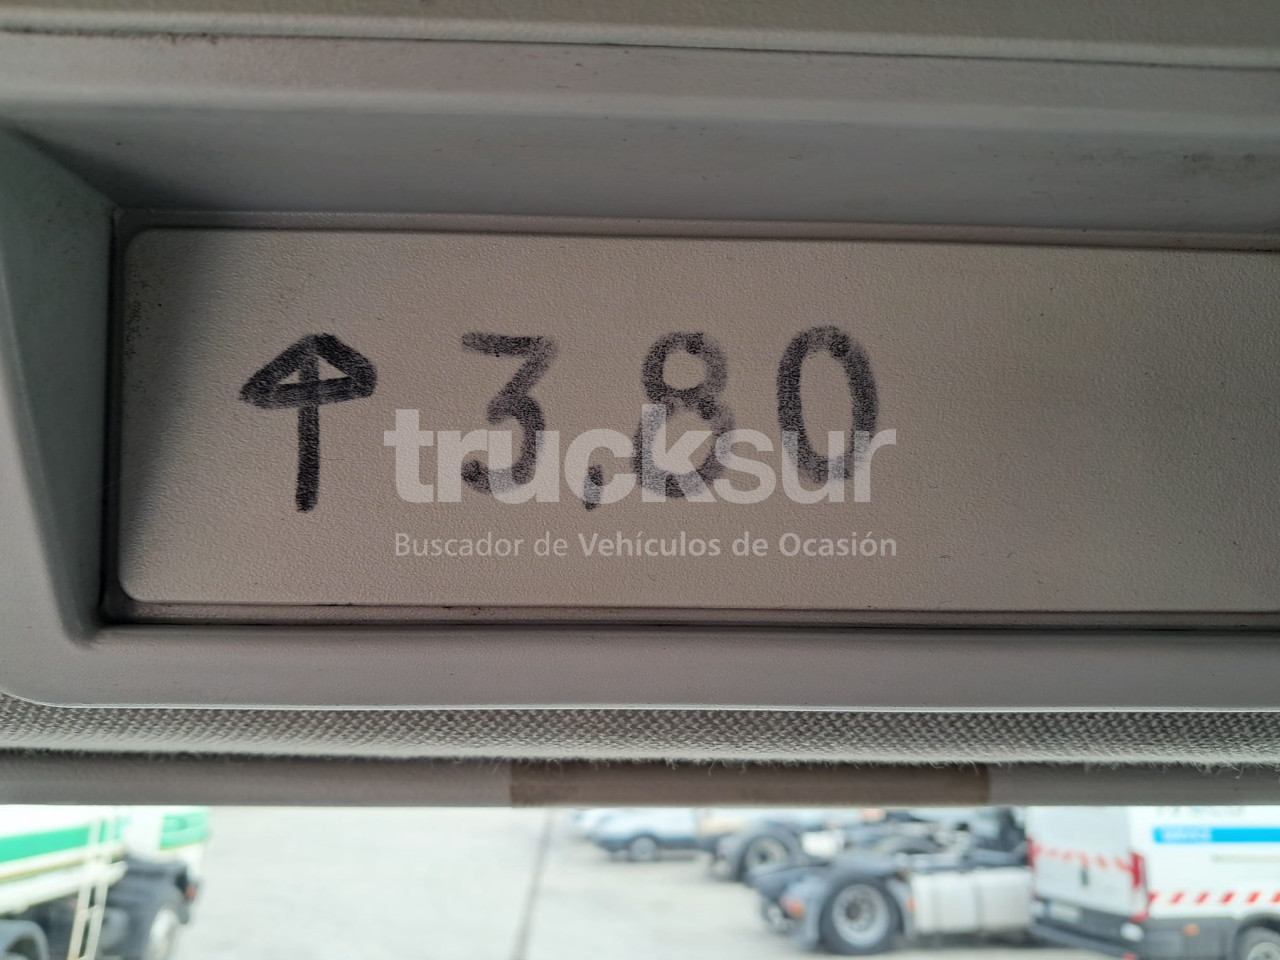 ↑ 3,80
trucksur
Buscador de Vehículos de Ocasión